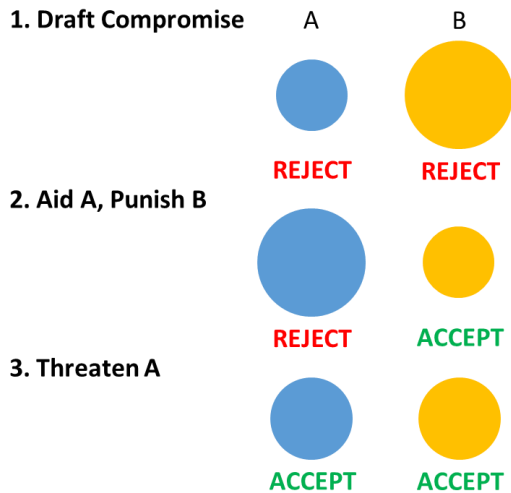 1. Draft Compromise A B
REJECT REJECT
2. Aid A, Punish B
REJECT ACCEPT
3. Threaten A
ACCEPT ACCEPT